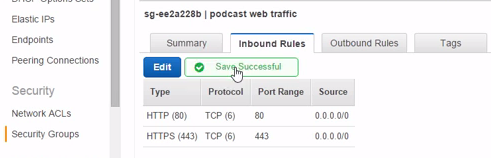 DHCP Options Sets
Elastic IPs
Endpoints
Peering Connections
Security
Network ACLs
Security Groups
sg-ee2a228b | podcast web traffic
Summary
Inbound Rules
Outbound Rules
Tags
Edit
Save Successful
Type Protocol Port Range Source
HTTP (80) TCP (6) 80 0.0.0.0/0
HTTPS (443) TCP (6) 443 0.0.0.0/0